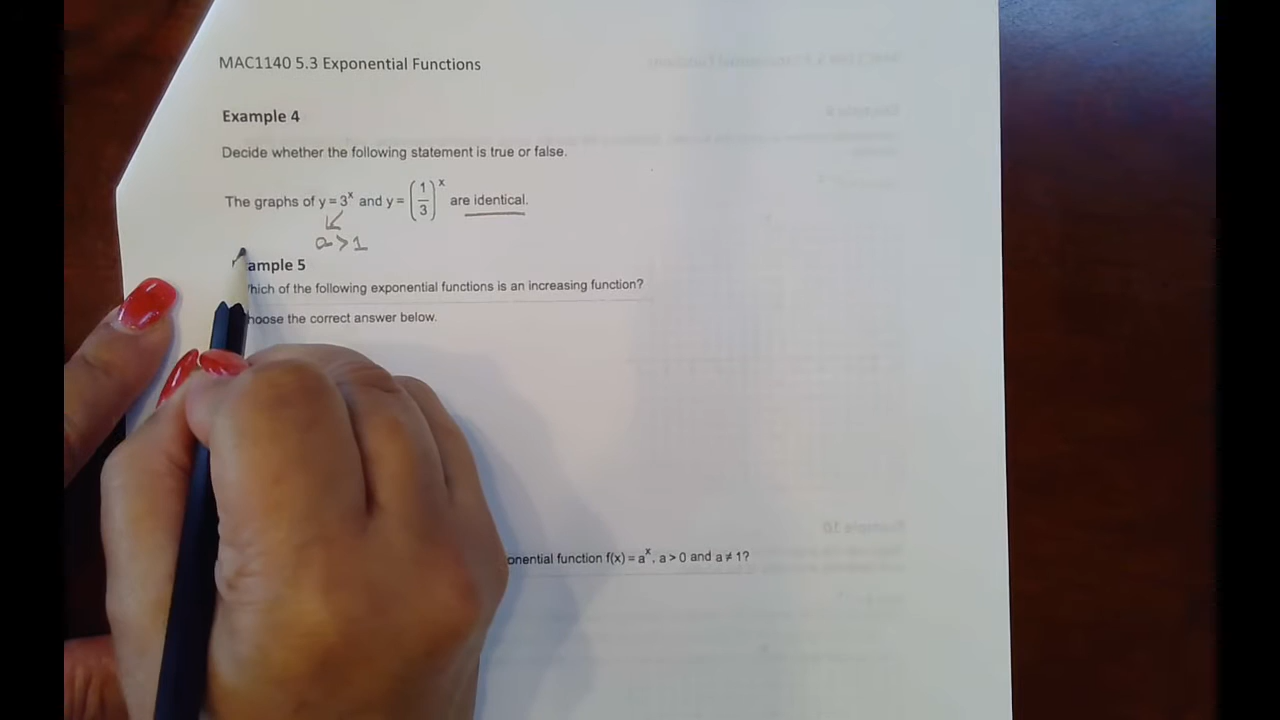 MAC1140 5.3 Exponential Functions
Example 4
Decide whether the following statement is true or false.
The graphs of y = 3^x and y = (1/3)^x are identical.
a > 1
ample 5
hich of the following exponential functions is an increasing function?
hoose the correct answer below.
onential function f(x) = a^x, a > 0 and a ≠ 1?
Example 10